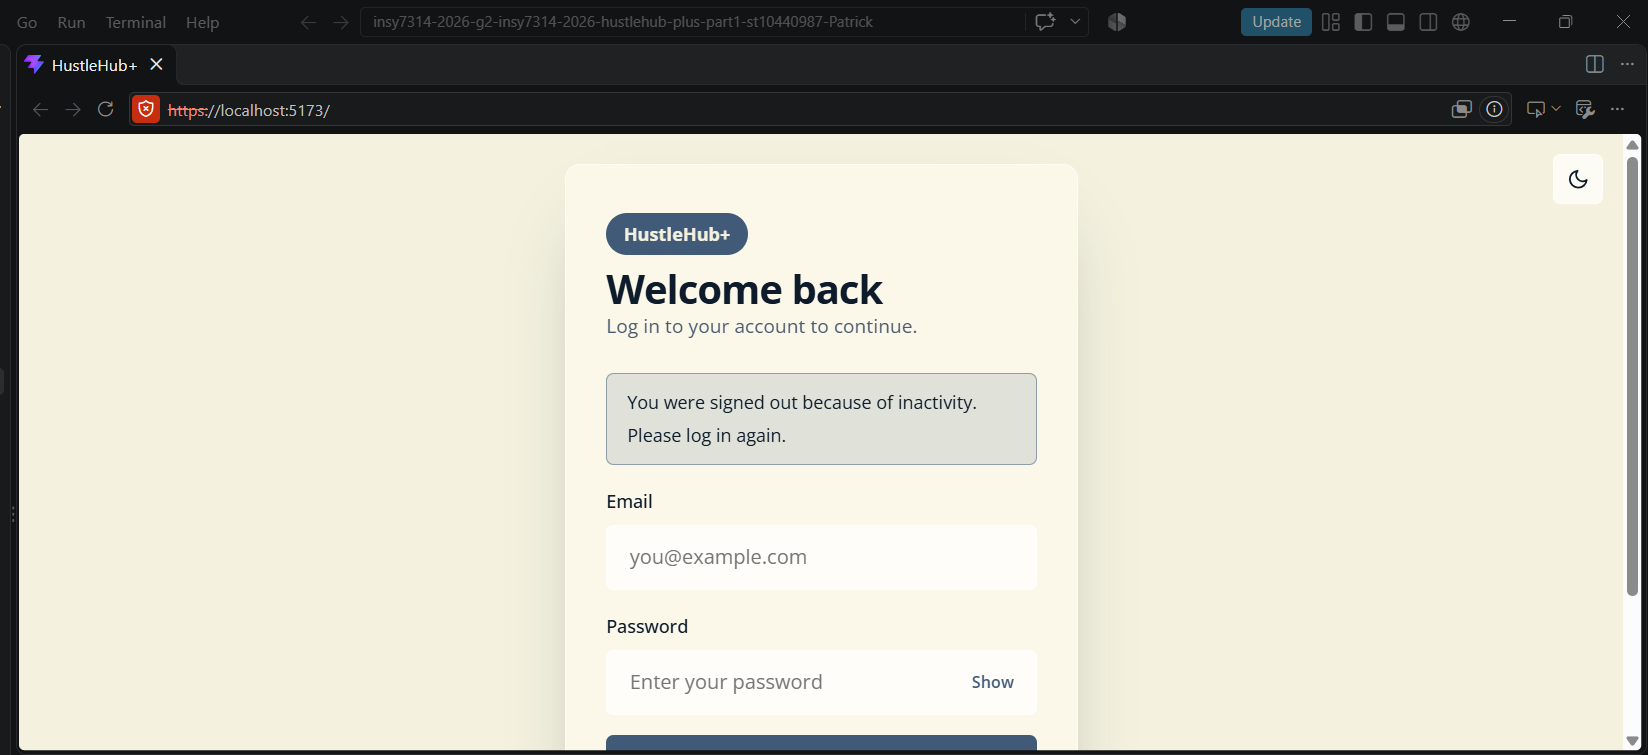 Go Run Terminal Help insy7314-2026-g2-insy7314-2026-hustlehub-plus-part1-st10440987-Patrick Update
HustleHub+
https://localhost:5173/
HustleHub+
Welcome back
Log in to your account to continue.
You were signed out because of inactivity.
Please log in again.
Email
you@example.com
Password
Enter your password Show